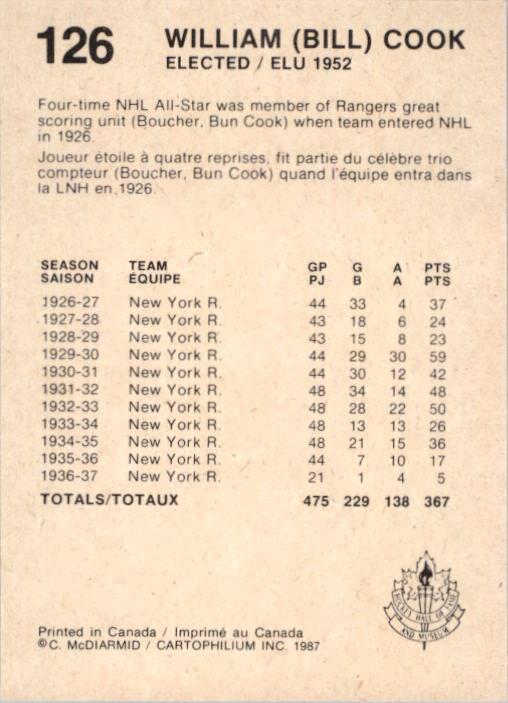 126
WILLIAM (BILL) COOK
ELECTED / ELU 1952
Four-time NHL All-Star was member of Rangers great
scoring unit (Boucher, Bun Cook) when team entered NHL
in 1926.
Joueur étoile à quatre reprises, fit partie du célèbre trio
compteur (Boucher, Bun Cook) quand l'équipe entra dans
la LNH en 1926.
SEASON TEAM GP G A PTS
SAISON ÉQUIPE PJ B A PTS
1926-27 New York R. 44 33 4 37
1927-28 New York R. 43 18 6 24
1928-29 New York R. 43 15 8 23
1929-30 New York R. 44 29 30 59
1930-31 New York R. 44 30 12 42
1931-32 New York R. 48 34 14 48
1932-33 New York R. 48 28 22 50
1933-34 New York R. 48 13 13 26
1934-35 New York R. 48 21 15 36
1935-36 New York R. 44 7 10 17
1936-37 New York R. 21 1 4 5
TOTALS/TOTAUX 475 229 138 367
HOCKEY HALL OF FAME
AND MUSEUM
Printed in Canada / Imprimé au Canada
©C. McDIARMID / CARTOPHILIUM INC. 1987